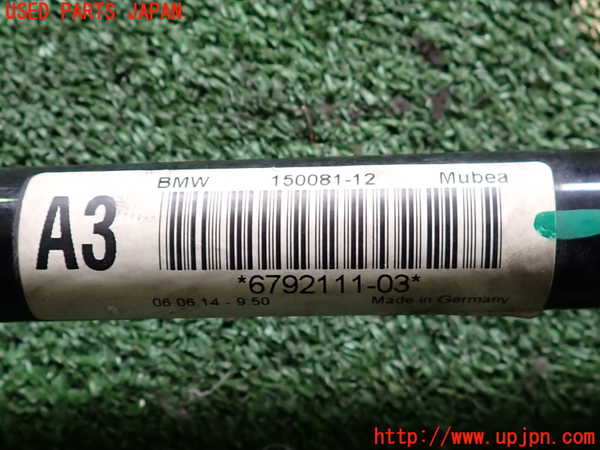 USED PARTS JAPAN
BMW 150081-12 Mubea
A3
*6792111-03*
06.06.14 - 9:50 Made in Germany
http://www.upjpn.com/